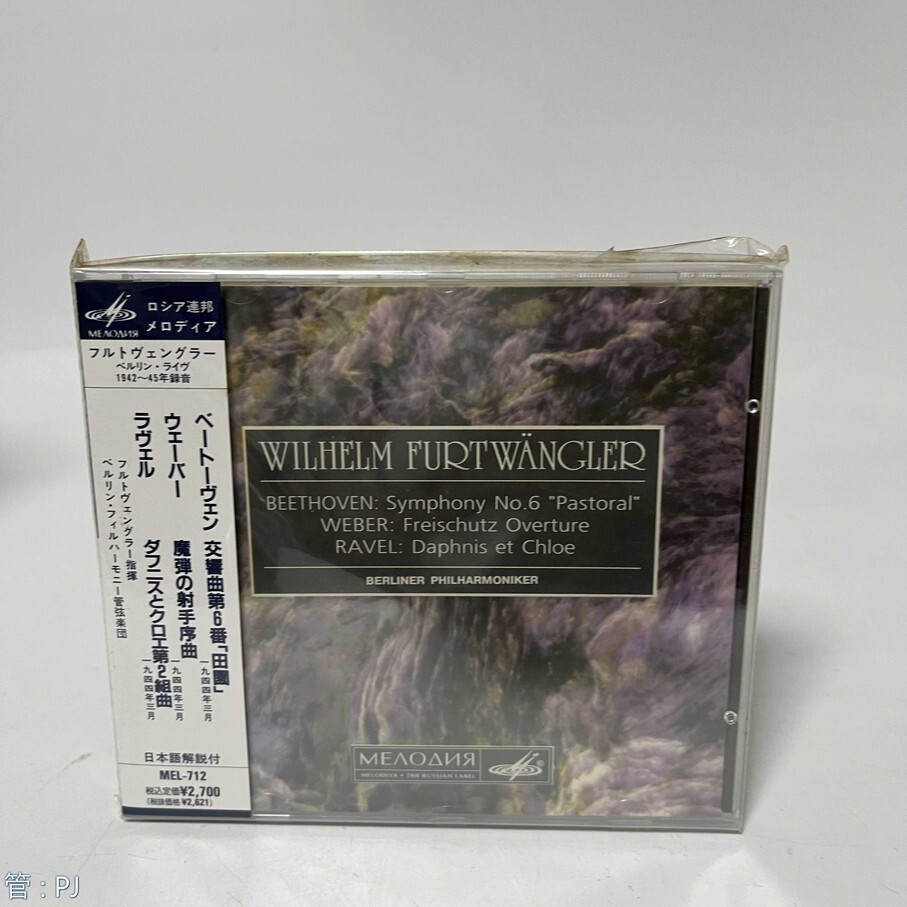 МЕЛОДИЯ
ロシア連邦
メロディア
フルトヴェングラー
ベルリン・ライヴ
1942〜45年録音
ベートーヴェン 交響曲第6番「田園」 一九四四年三月
ウェーバー 魔弾の射手序曲 一九四四年三月
ラヴェル ダフニスとクロエ第2組曲 一九四四年三月
フルトヴェングラー指揮
ベルリン・フィルハーモニー管弦楽団
日本語解説付
MEL-712
税込定価¥2,700
(税抜価格 ¥2,621)
WILHELM FURTWÄNGLER
BEETHOVEN: Symphony No.6 "Pastoral"
WEBER: Freischutz Overture
RAVEL: Daphnis et Chloe
BERLINER PHILHARMONIKER
МЕЛОДИЯ
MELODIYA • THE RUSSIAN LABEL
管:PJ